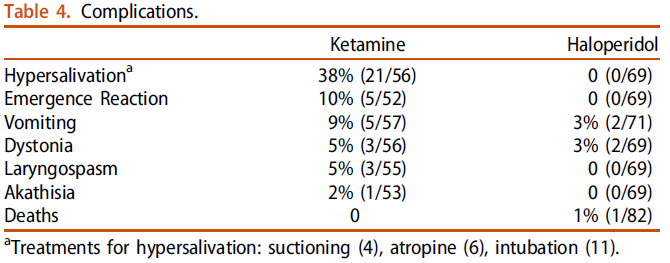 Table 4. Complications.
Ketamine Haloperidol
Hypersalivationᵃ 38% (21/56) 0 (0/69)
Emergence Reaction 10% (5/52) 0 (0/69)
Vomiting 9% (5/57) 3% (2/71)
Dystonia 5% (3/56) 3% (2/69)
Laryngospasm 5% (3/55) 0 (0/69)
Akathisia 2% (1/53) 0 (0/69)
Deaths 0 1% (1/82)
ᵃTreatments for hypersalivation: suctioning (4), atropine (6), intubation (11).